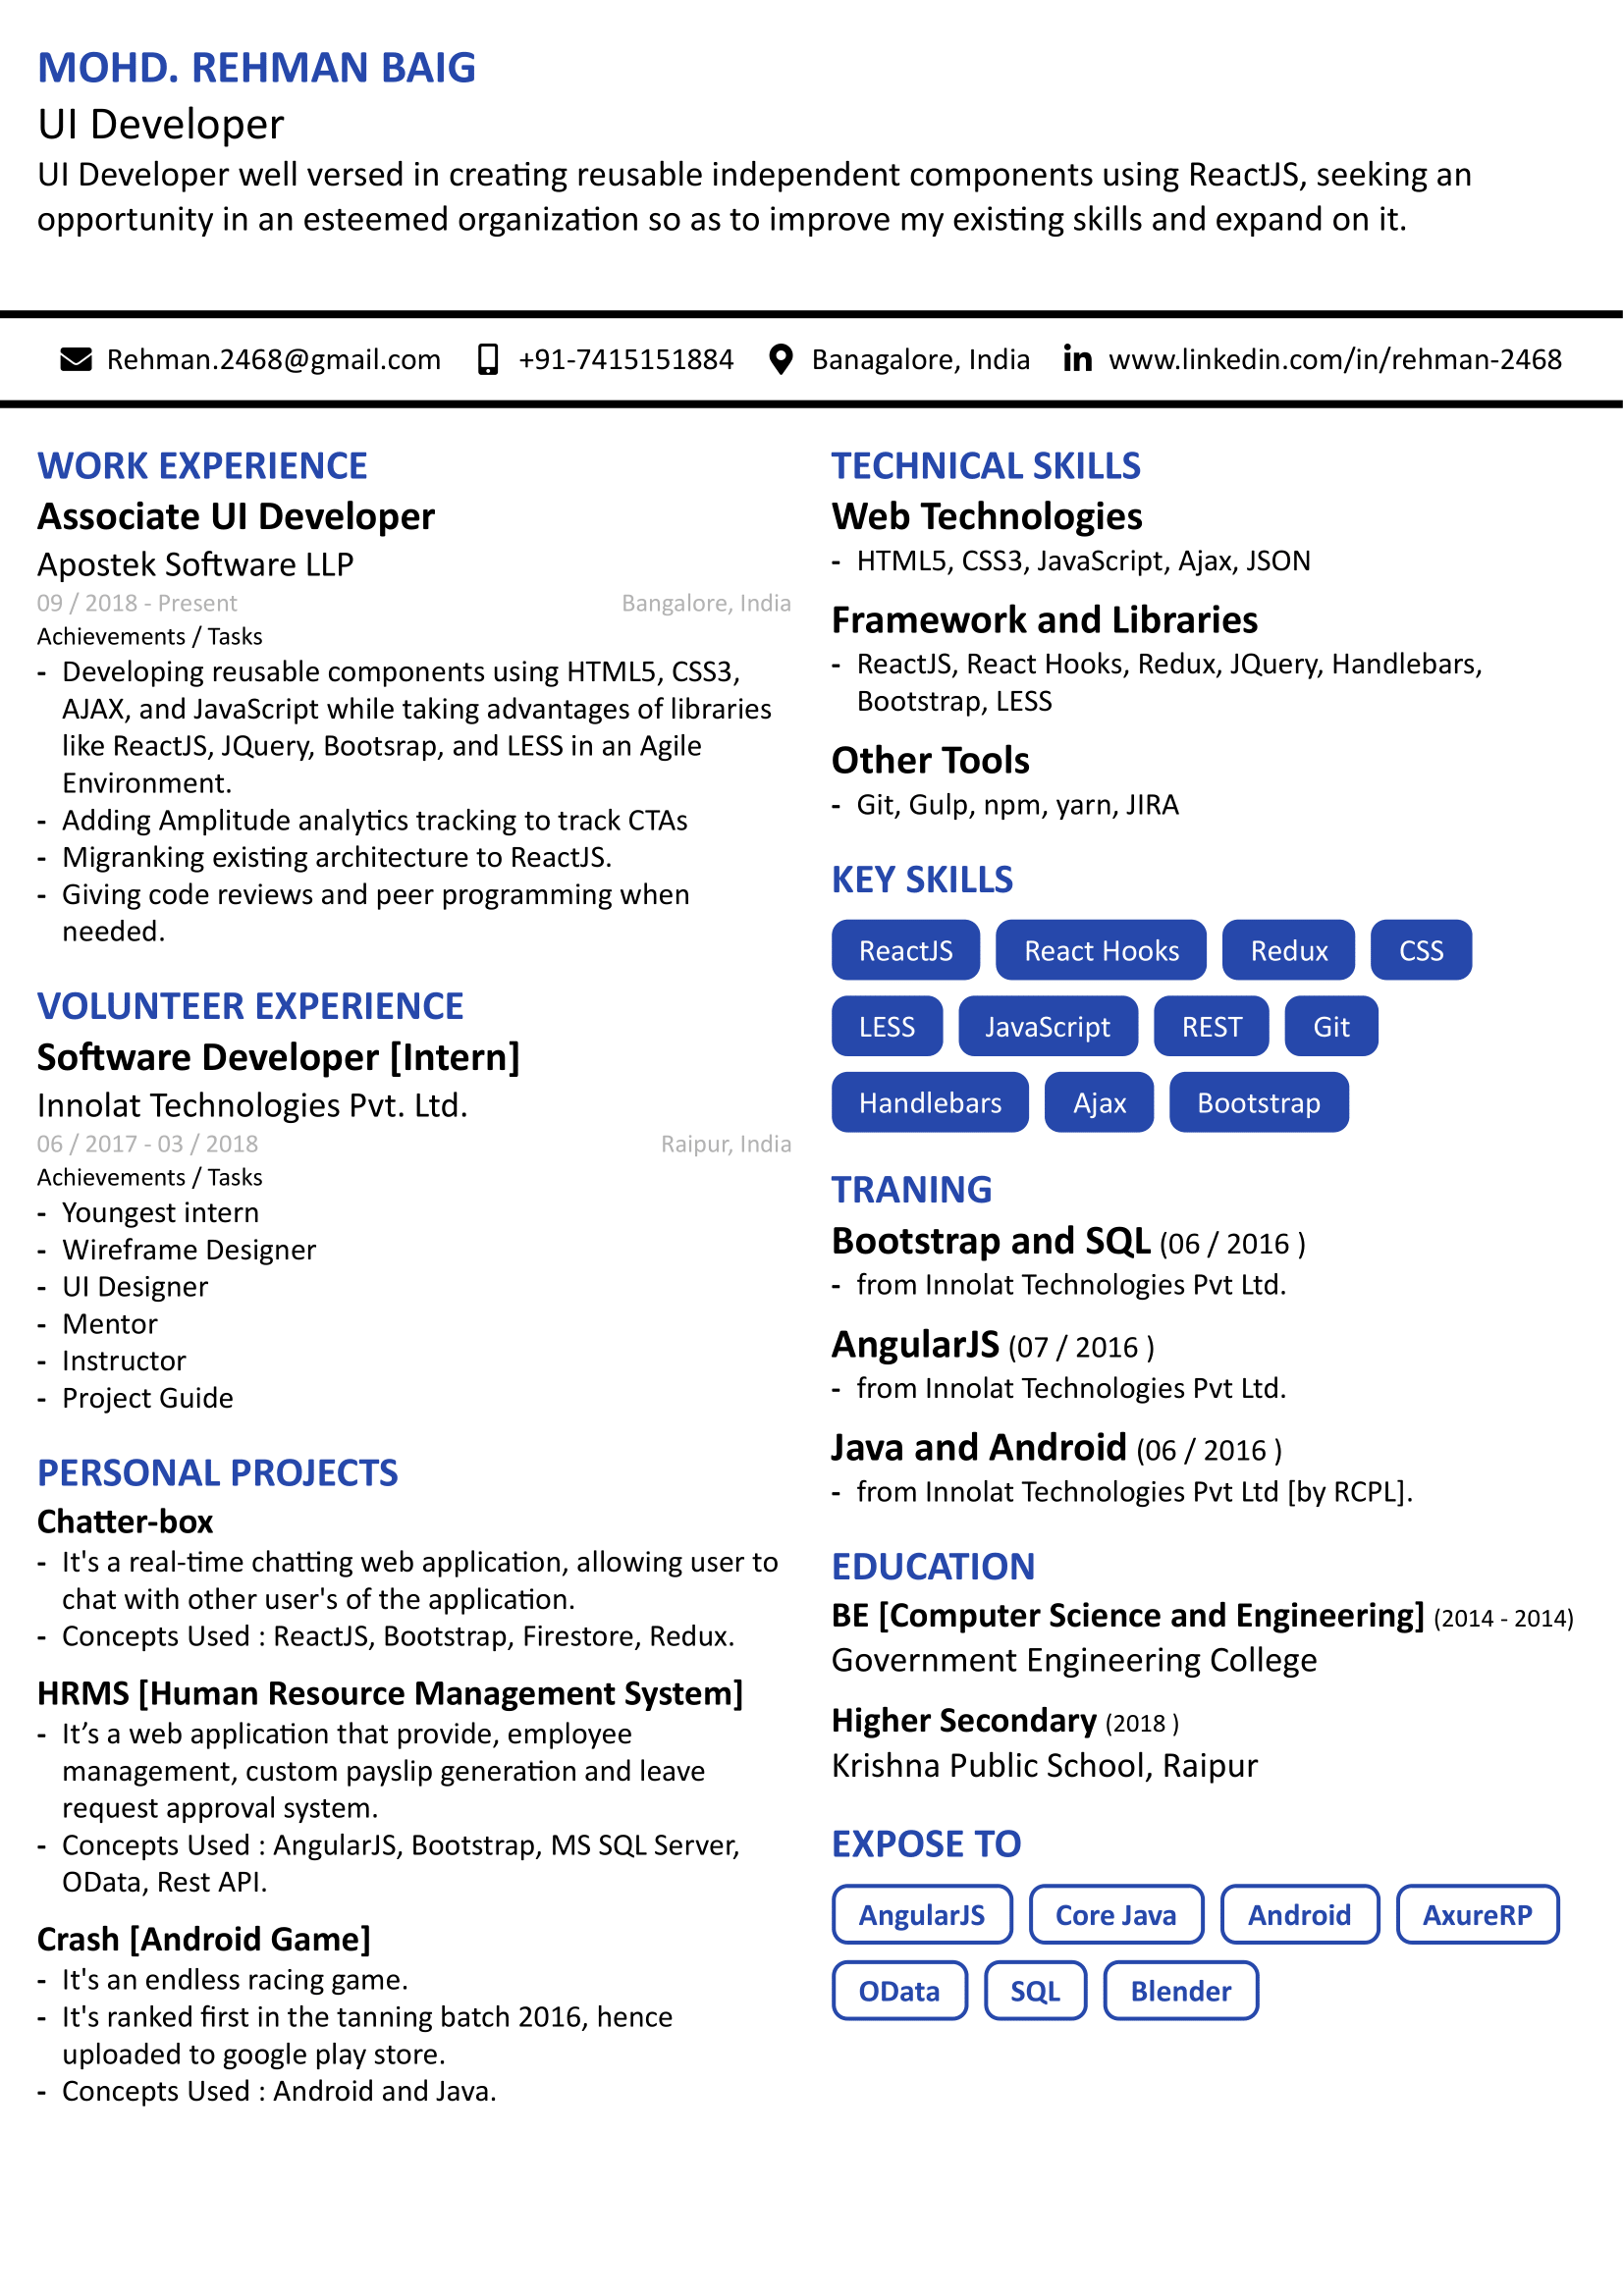 MOHD. REHMAN BAIG
UI Developer
UI Developer well versed in creating reusable independent components using ReactJS, seeking an
opportunity in an esteemed organization so as to improve my existing skills and expand on it.
Rehman.2468@gmail.com +91-7415151884 Banagalore, India in www.linkedin.com/in/rehman-2468
WORK EXPERIENCE
Associate UI Developer
Apostek Software LLP
09 / 2018 - Present Bangalore, India
Achievements / Tasks
- Developing reusable components using HTML5, CSS3,
AJAX, and JavaScript while taking advantages of libraries
like ReactJS, JQuery, Bootsrap, and LESS in an Agile
Environment.
- Adding Amplitude analytics tracking to track CTAs
- Migranking existing architecture to ReactJS.
- Giving code reviews and peer programming when
needed.
VOLUNTEER EXPERIENCE
Software Developer [Intern]
Innolat Technologies Pvt. Ltd.
06 / 2017 - 03 / 2018 Raipur, India
Achievements / Tasks
- Youngest intern
- Wireframe Designer
- UI Designer
- Mentor
- Instructor
- Project Guide
PERSONAL PROJECTS
Chatter-box
- It's a real-time chatting web application, allowing user to
chat with other user's of the application.
- Concepts Used : ReactJS, Bootstrap, Firestore, Redux.
HRMS [Human Resource Management System]
- It’s a web application that provide, employee
management, custom payslip generation and leave
request approval system.
- Concepts Used : AngularJS, Bootstrap, MS SQL Server,
OData, Rest API.
Crash [Android Game]
- It's an endless racing game.
- It's ranked first in the tanning batch 2016, hence
uploaded to google play store.
- Concepts Used : Android and Java.
TECHNICAL SKILLS
Web Technologies
- HTML5, CSS3, JavaScript, Ajax, JSON
Framework and Libraries
- ReactJS, React Hooks, Redux, JQuery, Handlebars,
Bootstrap, LESS
Other Tools
- Git, Gulp, npm, yarn, JIRA
KEY SKILLS
ReactJS React Hooks Redux CSS
LESS JavaScript REST Git
Handlebars Ajax Bootstrap
TRANING
Bootstrap and SQL (06 / 2016 )
- from Innolat Technologies Pvt Ltd.
AngularJS (07 / 2016 )
- from Innolat Technologies Pvt Ltd.
Java and Android (06 / 2016 )
- from Innolat Technologies Pvt Ltd [by RCPL].
EDUCATION
BE [Computer Science and Engineering] (2014 - 2014)
Government Engineering College
Higher Secondary (2018 )
Krishna Public School, Raipur
EXPOSE TO
AngularJS Core Java Android AxureRP
OData SQL Blender